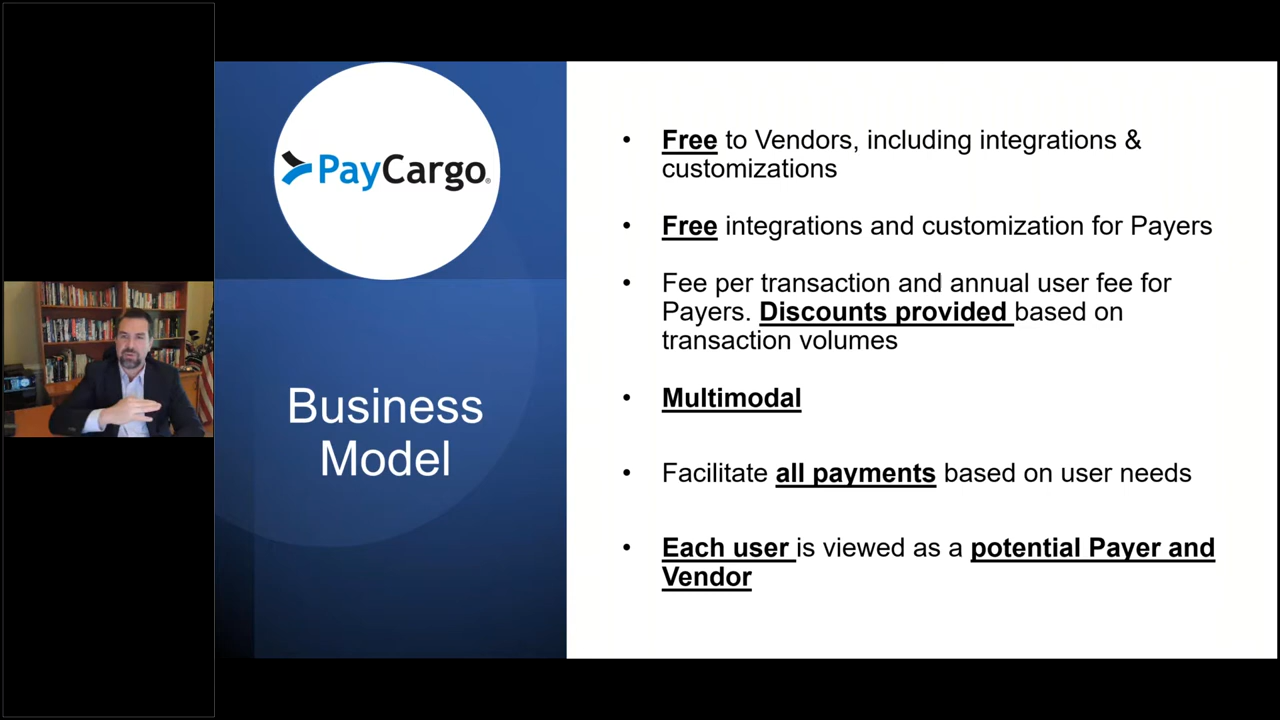 PayCargo®
Business
Model
• Free to Vendors, including integrations &
customizations
• Free integrations and customization for Payers
• Fee per transaction and annual user fee for
Payers. Discounts provided based on
transaction volumes
• Multimodal
• Facilitate all payments based on user needs
• Each user is viewed as a potential Payer and
Vendor